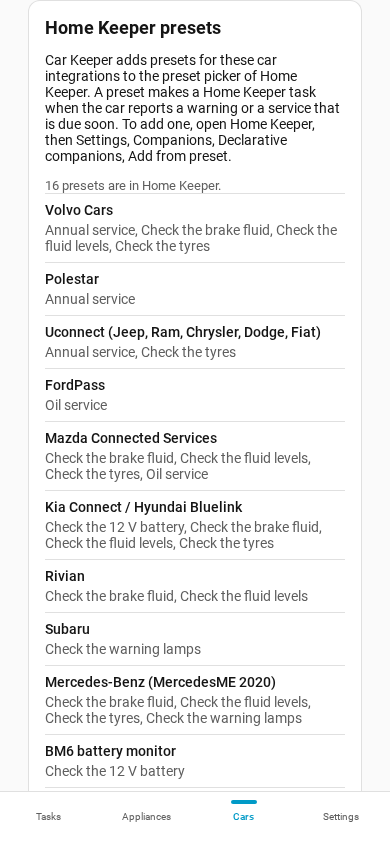 Home Keeper presets
Car Keeper adds presets for these car
integrations to the preset picker of Home
Keeper. A preset makes a Home Keeper task
when the car reports a warning or a service that
is due soon. To add one, open Home Keeper,
then Settings, Companions, Declarative
companions, Add from preset.
16 presets are in Home Keeper.
Volvo Cars
Annual service, Check the brake fluid, Check the
fluid levels, Check the tyres
Polestar
Annual service
Uconnect (Jeep, Ram, Chrysler, Dodge, Fiat)
Annual service, Check the tyres
FordPass
Oil service
Mazda Connected Services
Check the brake fluid, Check the fluid levels,
Check the tyres, Oil service
Kia Connect / Hyundai Bluelink
Check the 12 V battery, Check the brake fluid,
Check the fluid levels, Check the tyres
Rivian
Check the brake fluid, Check the fluid levels
Subaru
Check the warning lamps
Mercedes-Benz (MercedesME 2020)
Check the brake fluid, Check the fluid levels,
Check the tyres, Check the warning lamps
BM6 battery monitor
Check the 12 V battery
Tasks
Appliances
Cars
Settings